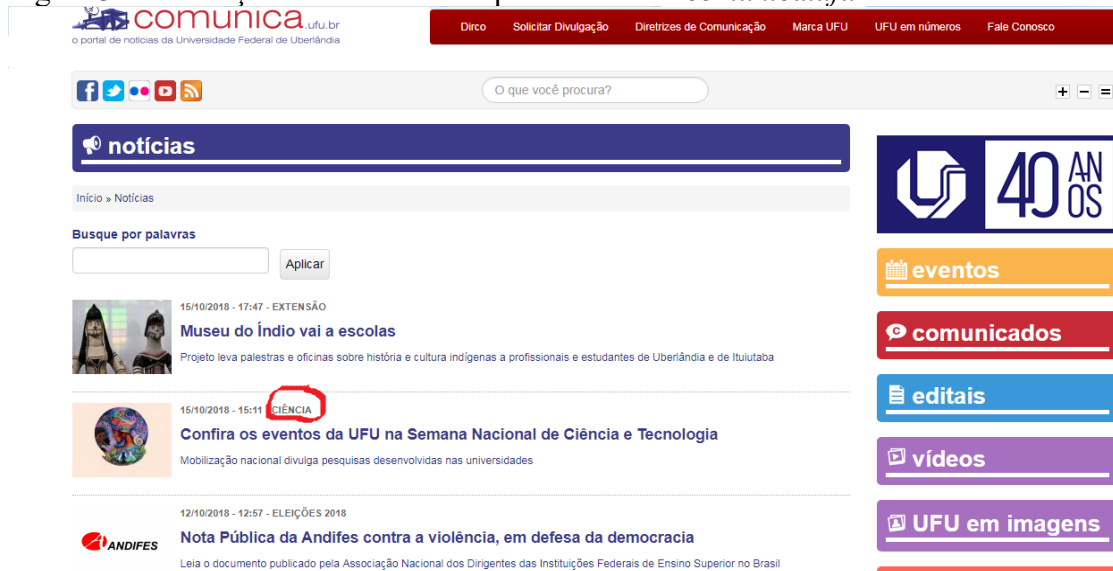 comunica.ufu.br
o portal de notícias da Universidade Federal de Uberlândia
Dirco Solicitar Divulgação Diretrizes de Comunicação Marca UFU UFU em números Fale Conosco
O que você procura?
notícias
Início » Notícias
Busque por palavras
Aplicar
15/10/2018 - 17:47 - EXTENSÃO
Museu do Índio vai a escolas
Projeto leva palestras e oficinas sobre história e cultura indígenas a profissionais e estudantes de Uberlândia e de Ituiutaba
15/10/2018 - 15:11 - CIÊNCIA
Confira os eventos da UFU na Semana Nacional de Ciência e Tecnologia
Mobilização nacional divulga pesquisas desenvolvidas nas universidades
12/10/2018 - 12:57 - ELEIÇÕES 2018
ANDIFES
Nota Pública da Andifes contra a violência, em defesa da democracia
Leia o documento publicado pela Associação Nacional dos Dirigentes das Instituições Federais de Ensino Superior no Brasil
40 ANOS
eventos
comunicados
editais
vídeos
UFU em imagens